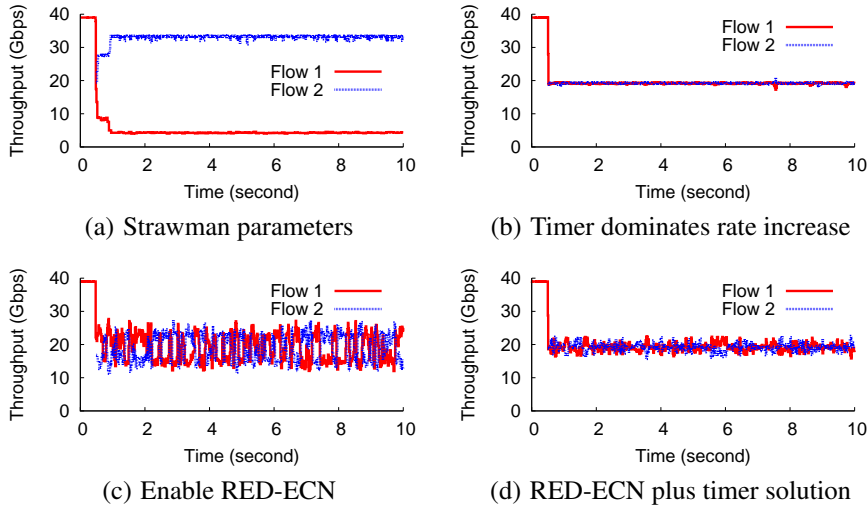 Throughput (Gbps)
40
30
20
10
0
Flow 1
Flow 2
0 2 4 6 8 10
Time (second)
(a) Strawman parameters
Throughput (Gbps)
40
30
20
10
0
Flow 1
Flow 2
0 2 4 6 8 10
Time (second)
(b) Timer dominates rate increase
Throughput (Gbps)
40
30
20
10
0
Flow 1
Flow 2
0 2 4 6 8 10
Time (second)
(c) Enable RED-ECN
Throughput (Gbps)
40
30
20
10
0
Flow 1
Flow 2
0 2 4 6 8 10
Time (second)
(d) RED-ECN plus timer solution